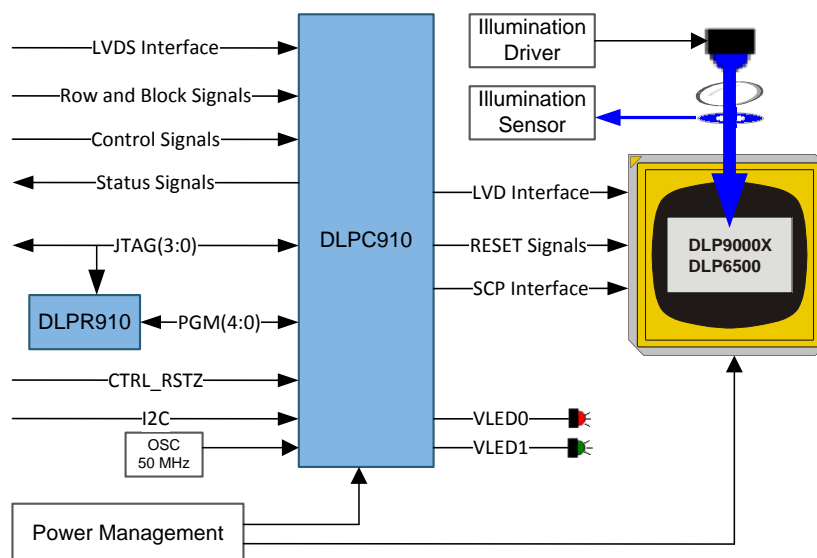 LVDS Interface
Row and Block Signals
Control Signals
Status Signals
JTAG(3:0)
DLPR910
PGM(4:0)
CTRL_RSTZ
I2C
OSC
50 MHz
Power Management
DLPC910
Illumination
Driver
Illumination
Sensor
LVD Interface
RESET Signals
SCP Interface
VLED0
VLED1
DLP9000X
DLP6500